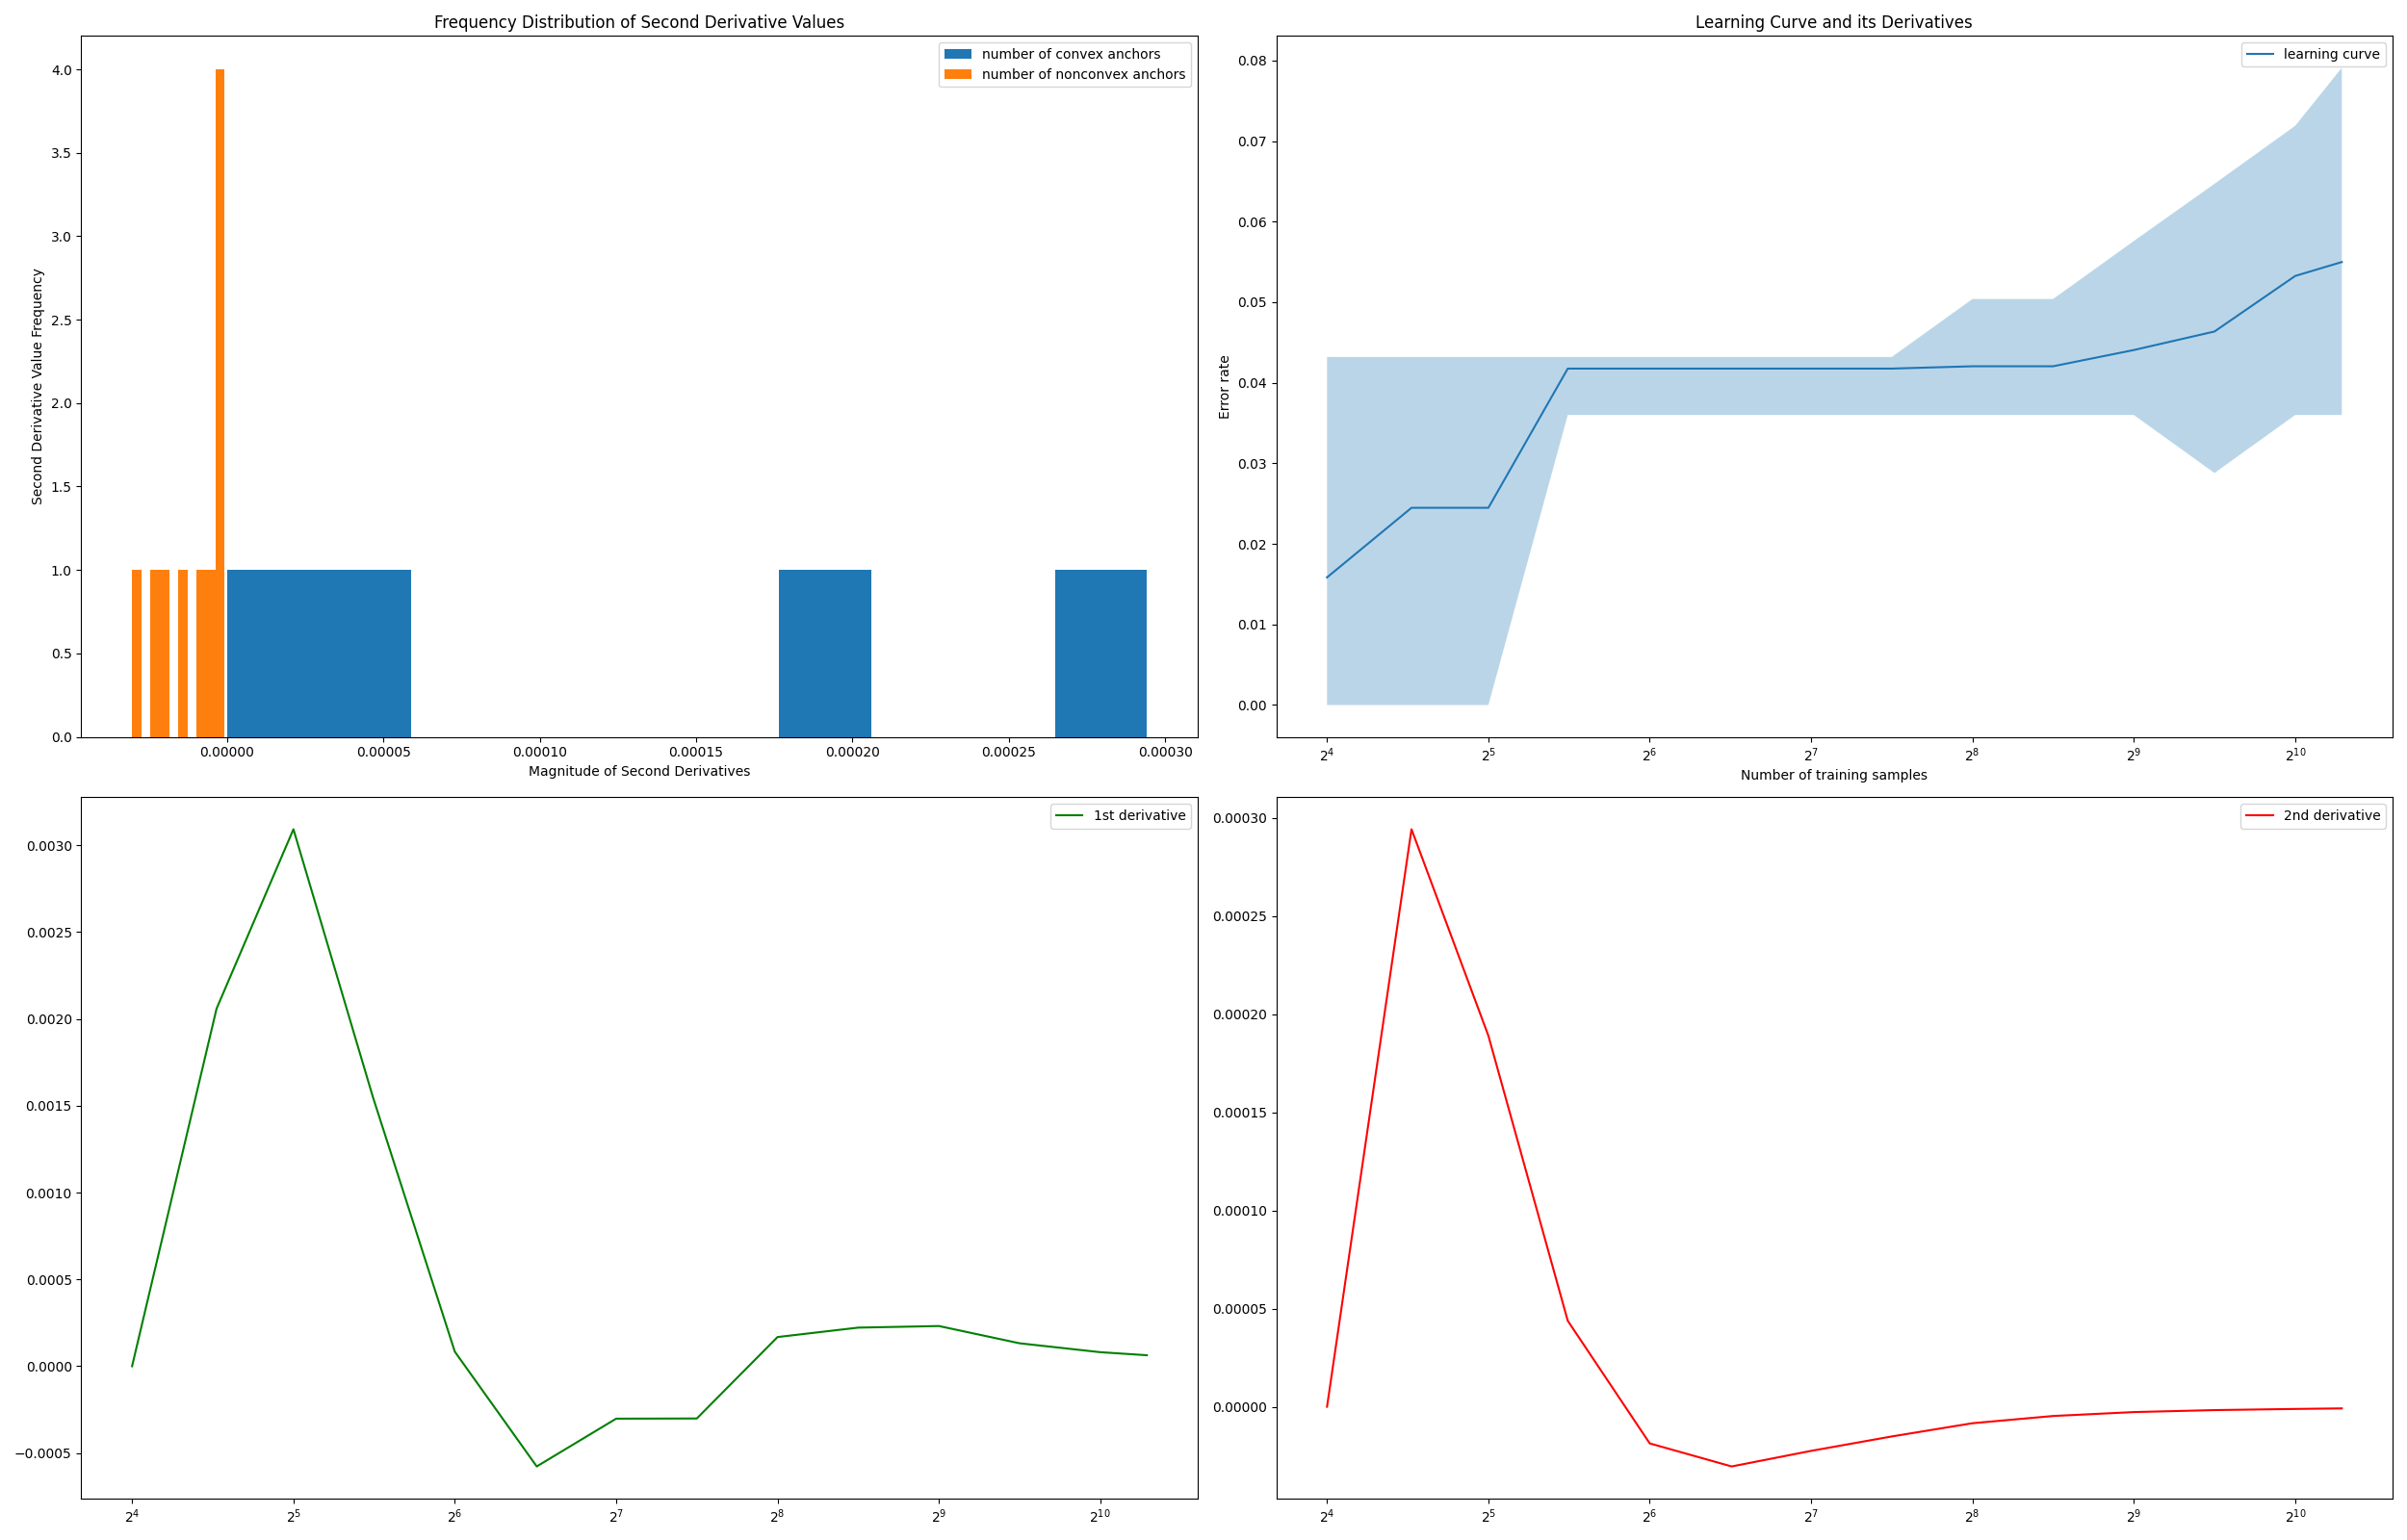 Frequency Distribution of Second Derivative Values
number of convex anchors
number of nonconvex anchors
Second Derivative Value Frequency
4.0
3.5
3.0
2.5
2.0
1.5
1.0
0.5
0.0
0.00000 0.00005 0.00010 0.00015 0.00020 0.00025 0.00030
Magnitude of Second Derivatives
Learning Curve and its Derivatives
learning curve
Error rate
0.08
0.07
0.06
0.05
0.04
0.03
0.02
0.01
0.00
2⁴ 2⁵ 2⁶ 2⁷ 2⁸ 2⁹ 2¹⁰
Number of training samples
1st derivative
0.0030
0.0025
0.0020
0.0015
0.0010
0.0005
0.0000
−0.0005
2⁴ 2⁵ 2⁶ 2⁷ 2⁸ 2⁹ 2¹⁰
2nd derivative
0.00030
0.00025
0.00020
0.00015
0.00010
0.00005
0.00000
2⁴ 2⁵ 2⁶ 2⁷ 2⁸ 2⁹ 2¹⁰